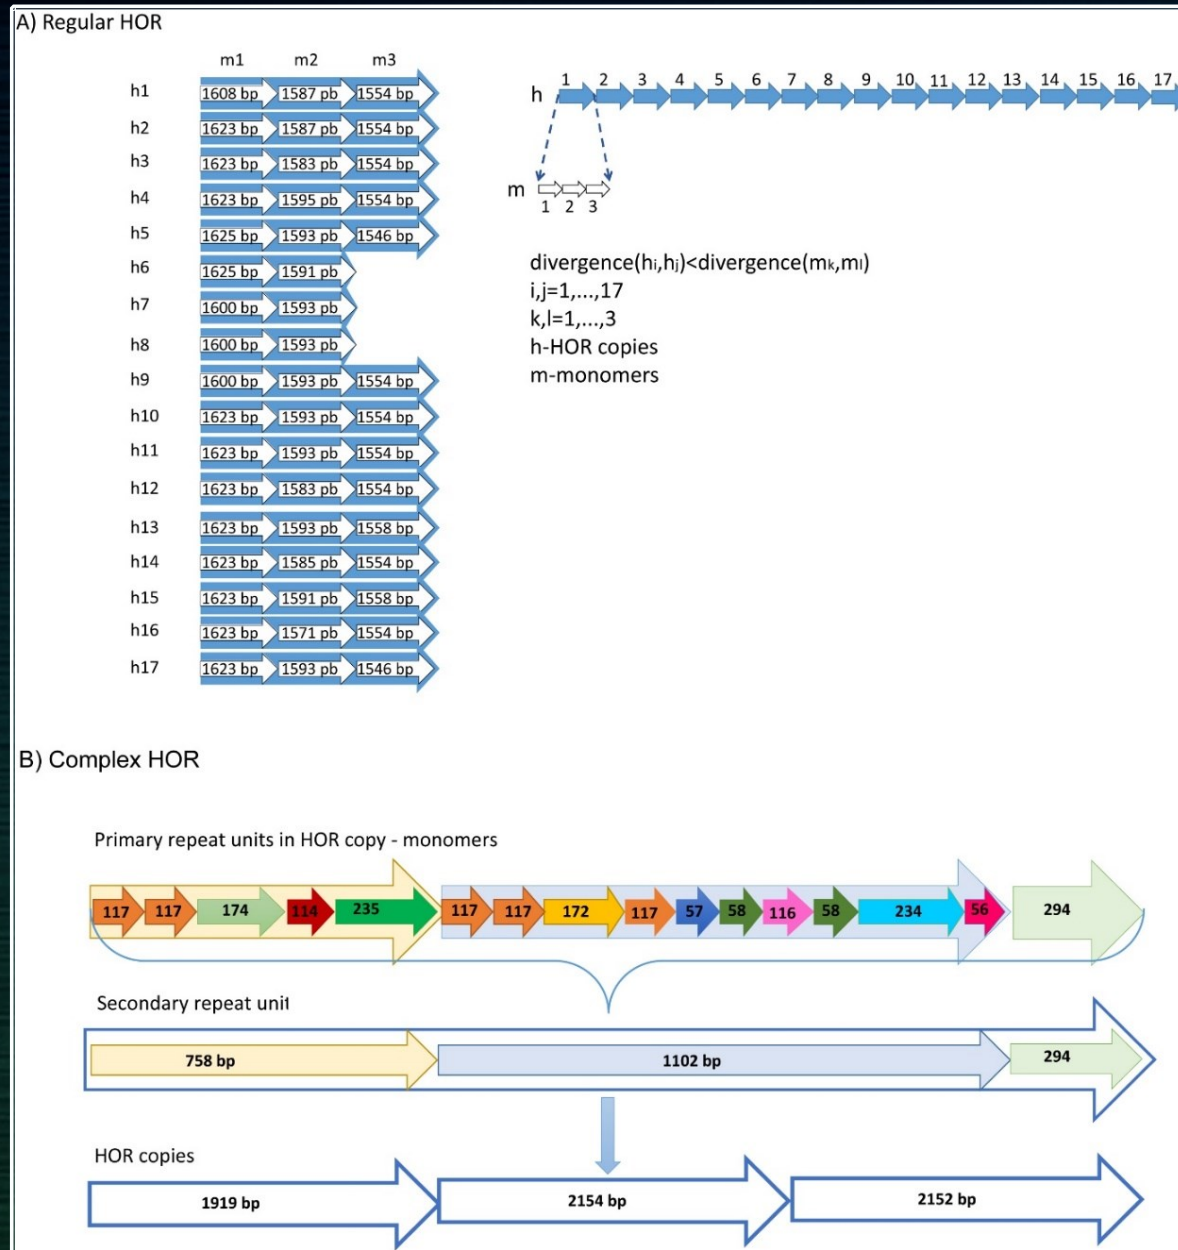 A) Regular HOR
m1 m2 m3
h1 1608 bp 1587 pb 1554 bp
h2 1623 bp 1587 pb 1554 bp
h3 1623 bp 1583 pb 1554 bp
h4 1623 bp 1595 pb 1554 bp
h5 1625 bp 1593 pb 1546 bp
h6 1625 bp 1591 pb
h7 1600 bp 1593 pb
h8 1600 bp 1593 pb
h9 1600 bp 1593 pb 1554 bp
h10 1623 bp 1593 pb 1554 bp
h11 1623 bp 1593 pb 1554 bp
h12 1623 bp 1583 pb 1554 bp
h13 1623 bp 1593 pb 1558 bp
h14 1623 bp 1585 pb 1554 bp
h15 1623 bp 1591 pb 1558 bp
h16 1623 bp 1571 pb 1554 bp
h17 1623 bp 1593 pb 1546 bp
1 2 3 4 5 6 7 8 9 10 11 12 13 14 15 16 17
h
m
1 2 3
divergence(hi,hj)<divergence(mk,ml)
i,j=1,...,17
k,l=1,...,3
h-HOR copies
m-monomers
B) Complex HOR
Primary repeat units in HOR copy - monomers
117 117 174 114 235 117 117 172 117 57 58 116 58 234 56 294
Secondary repeat unit
758 bp 1102 bp 294
HOR copies
1919 bp 2154 bp 2152 bp